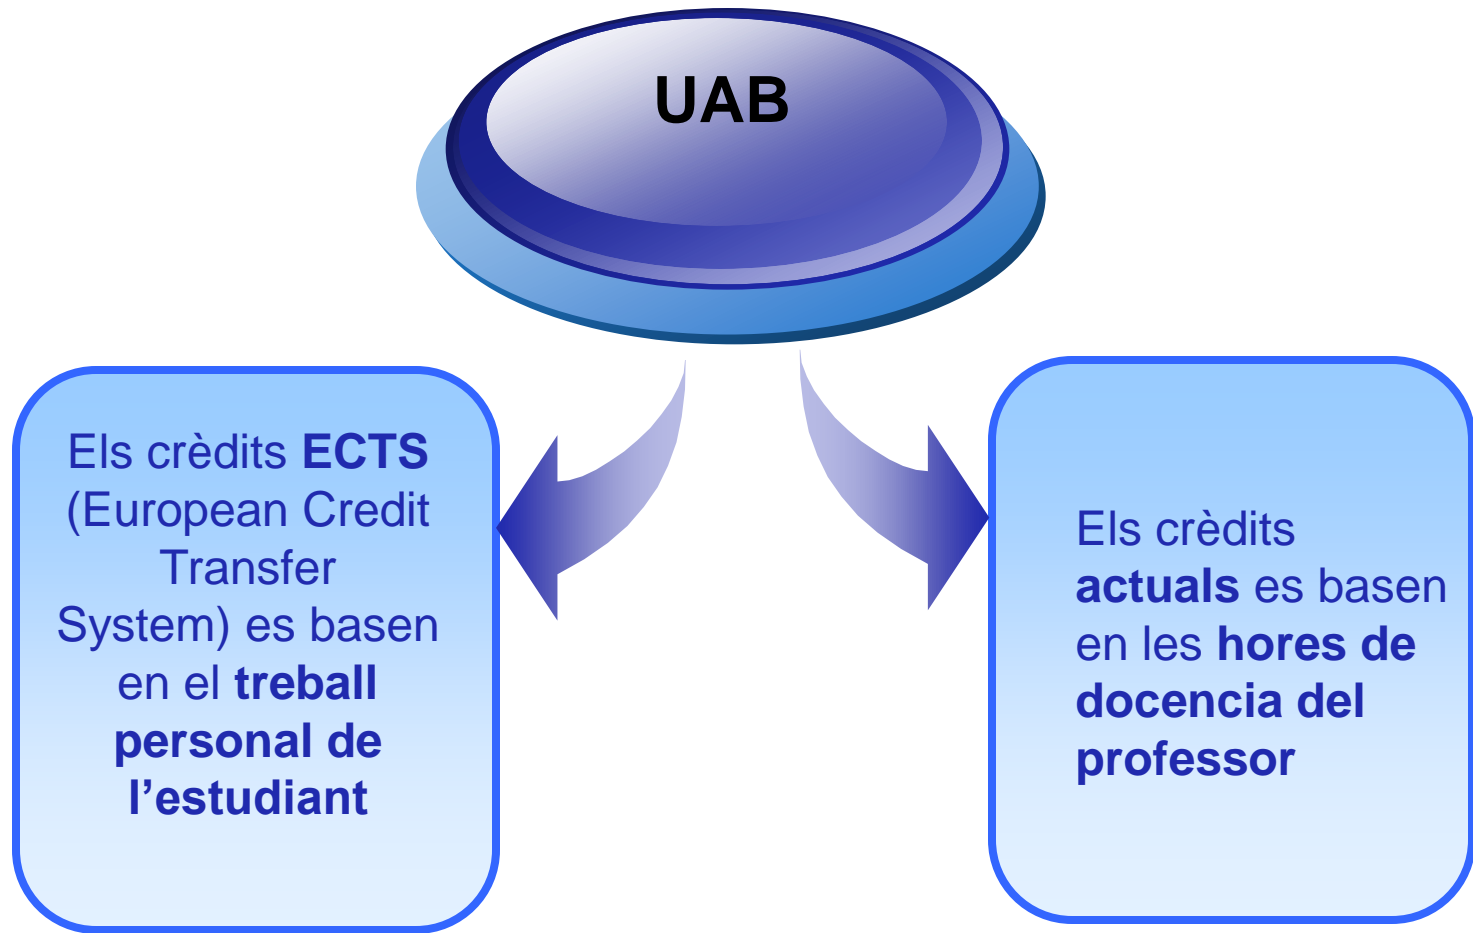 UAB
Els crèdits ECTS
(European Credit
Transfer
System) es basen
en el treball
personal de
l’estudiant
Els crèdits
actuals es basen
en les hores de
docencia del
professor